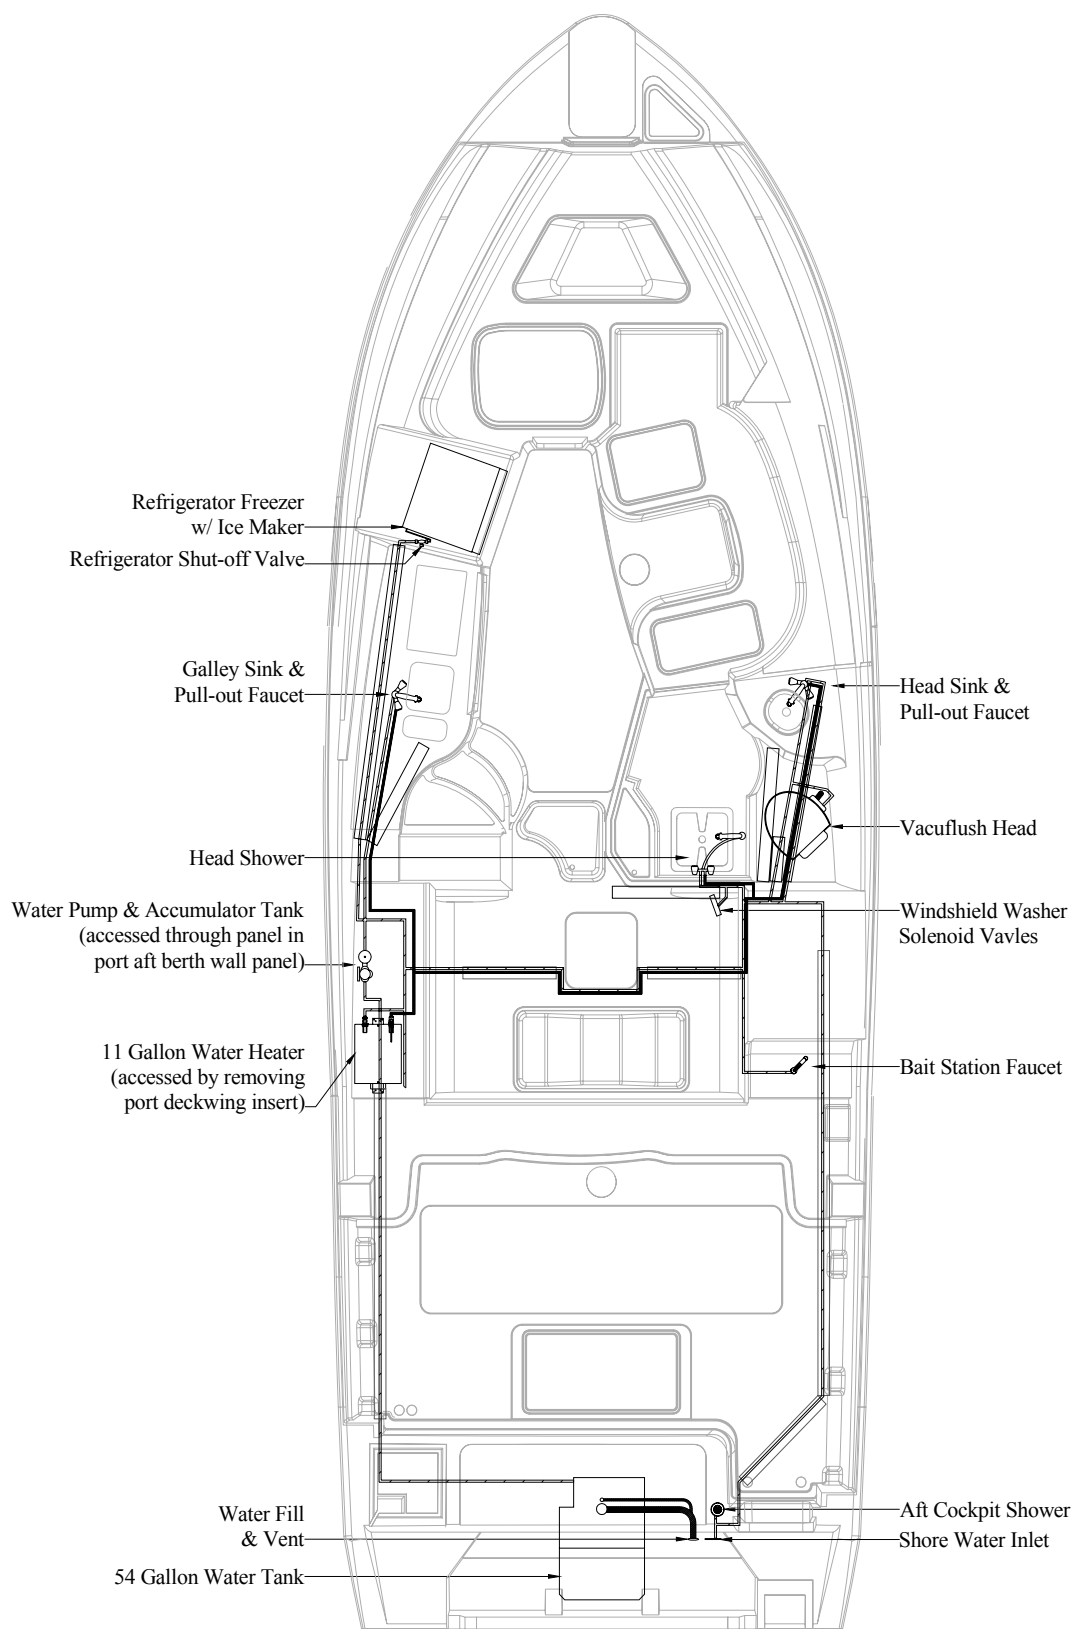 Refrigerator Freezer
w/ Ice Maker
Refrigerator Shut-off Valve
Galley Sink &
Pull-out Faucet
Head Sink &
Pull-out Faucet
Vacuflush Head
Head Shower
Water Pump & Accumulator Tank
(accessed through panel in
port aft berth wall panel)
Windshield Washer
Solenoid Vavles
11 Gallon Water Heater
(accessed by removing
port deckwing insert)
Bait Station Faucet
Water Fill
& Vent
Aft Cockpit Shower
Shore Water Inlet
54 Gallon Water Tank